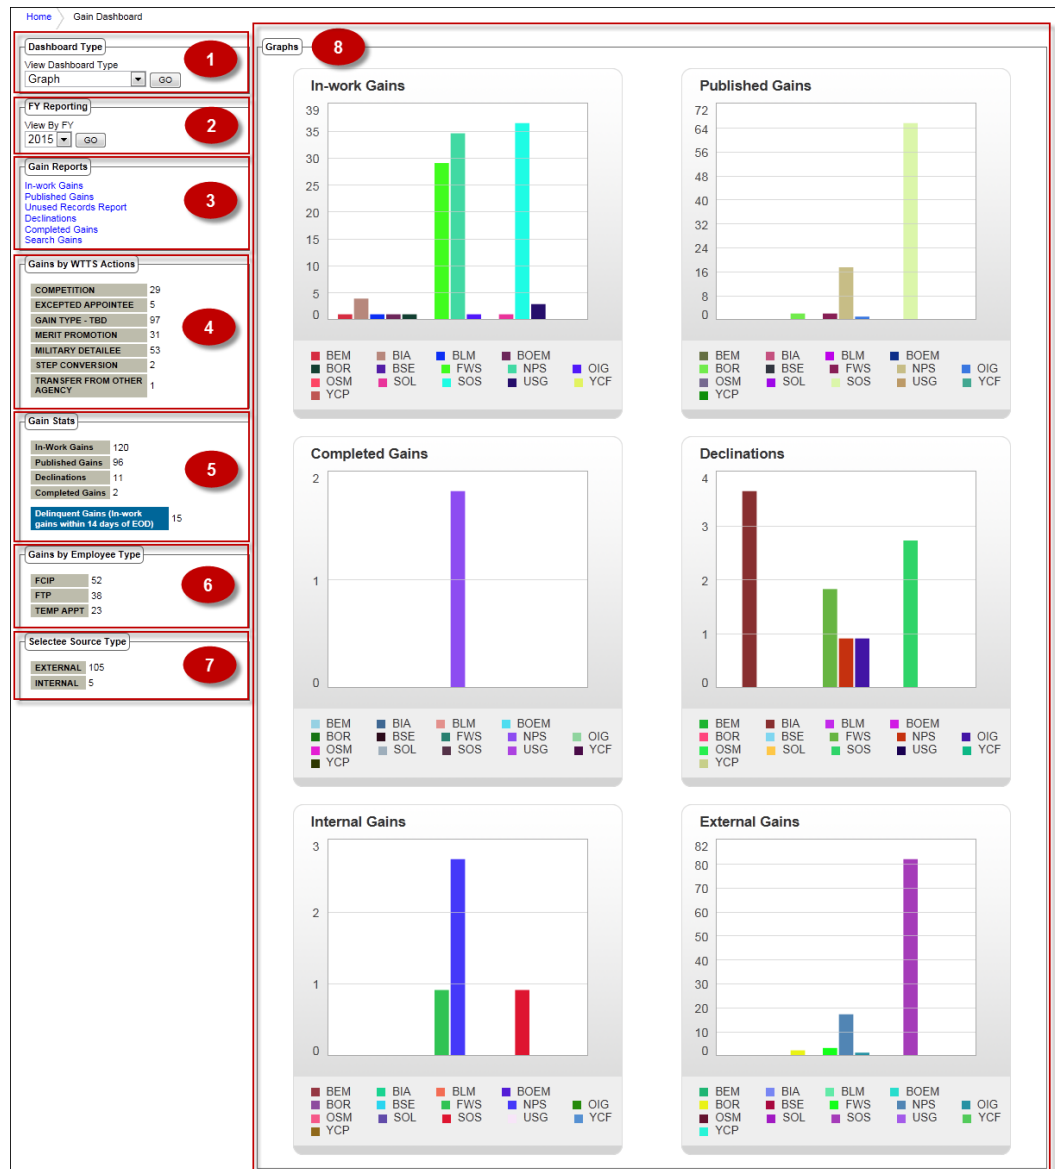 Home Gain Dashboard
Dashboard Type
1
View Dashboard Type
Graph GO
FY Reporting
2
View By FY
2015 GO
Gain Reports
3
In-work Gains
Published Gains
Unused Records Report
Declinations
Completed Gains
Search Gains
Gains by WTTS Actions
4
COMPETITION 29
EXCEPTED APPOINTEE 5
GAIN TYPE - TBD 97
MERIT PROMOTION 31
MILITARY DETAILEE 53
STEP CONVERSION 2
TRANSFER FROM OTHER
AGENCY 1
Gain Stats
5
In-Work Gains 120
Published Gains 96
Declinations 11
Completed Gains 2
Delinquent Gains (In-work
gains within 14 days of EOD) 15
Gains by Employee Type
6
FCIP 52
FTP 38
TEMP APPT 23
Selectee Source Type
7
EXTERNAL 105
INTERNAL 5
Graphs 8
In-work Gains
39
35
30
25
20
15
10
5
0
BEM BIA BLM BOEM
BOR BSE FWS NPS OIG
OSM SOL SOS USG YCF
YCP
Published Gains
72
64
56
48
40
32
24
16
8
0
BEM BIA BLM BOEM
BOR BSE FWS NPS OIG
OSM SOL SOS USG YCF
YCP
Completed Gains
2
1
0
BEM BIA BLM BOEM
BOR BSE FWS NPS OIG
OSM SOL SOS USG YCF
YCP
Declinations
4
3
2
1
0
BEM BIA BLM BOEM
BOR BSE FWS NPS OIG
OSM SOL SOS USG YCF
YCP
Internal Gains
3
2
1
0
BEM BIA BLM BOEM
BOR BSE FWS NPS OIG
OSM SOL SOS USG YCF
YCP
External Gains
82
80
70
60
50
40
30
20
10
0
BEM BIA BLM BOEM
BOR BSE FWS NPS OIG
OSM SOL SOS USG YCF
YCP